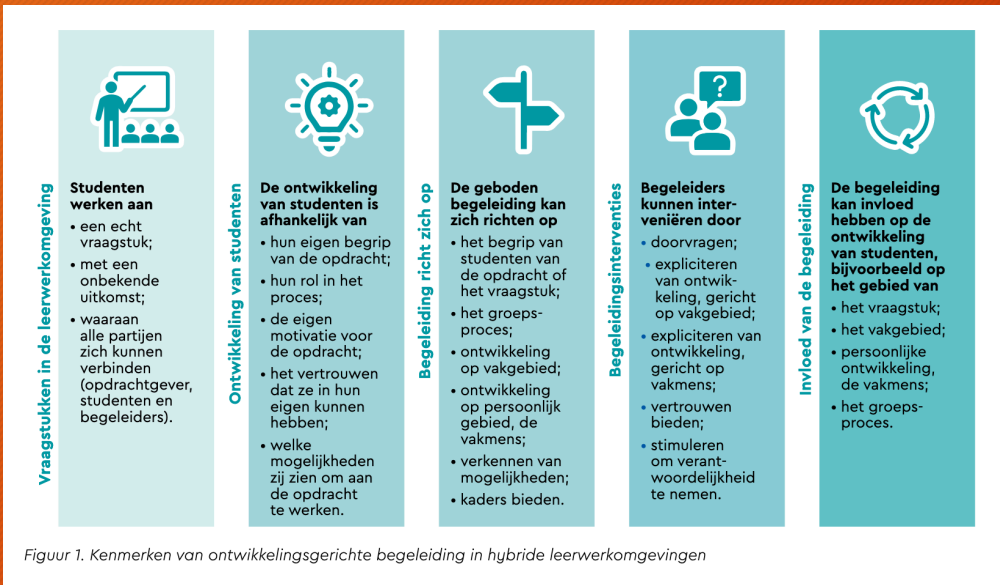 Vraagstukken in de leerwerkomgeving
Studenten
werken aan
• een echt
vraagstuk;
• met een
onbekende
uitkomst;
• waaraan
alle partijen
zich kunnen
verbinden
(opdrachtgever,
studenten en
begeleiders).
Ontwikkeling van studenten
De ontwikkeling
van studenten is
afhankelijk van
• hun eigen begrip
van de opdracht;
• hun rol in het
proces;
• de eigen
motivatie voor
de opdracht;
• het vertrouwen
dat ze in hun
eigen kunnen
hebben;
• welke
mogelijkheden
zij zien om aan
de opdracht
te werken.
Begeleiding richt zich op
De geboden
begeleiding kan
zich richten op
• het begrip van
studenten van
de opdracht of
het vraagstuk;
• het groeps-
proces;
• ontwikkeling
op vakgebied;
• ontwikkeling
op persoonlijk
gebied, de
vakmens;
• verkennen van
mogelijkheden;
• kaders bieden.
Begeleidingsinterventies
?
Begeleiders
kunnen inter-
veniëren door
• doorvragen;
• expliciteren
van ontwik-
keling, gericht
op vakgebied;
• expliciteren van
ontwikkeling,
gericht op
vakmens;
• vertrouwen
bieden;
• stimuleren
om verant-
woordelijkheid
te nemen.
Invloed van de begeleiding
De begeleiding
kan invloed
hebben op de
ontwikkeling
van studenten,
bijvoorbeeld op
het gebied van
• het vraagstuk;
• het vakgebied;
• persoonlijke
ontwikkeling,
de vakmens;
• het groeps-
proces.
Figuur 1. Kenmerken van ontwikkelingsgerichte begeleiding in hybride leerwerkomgevingen